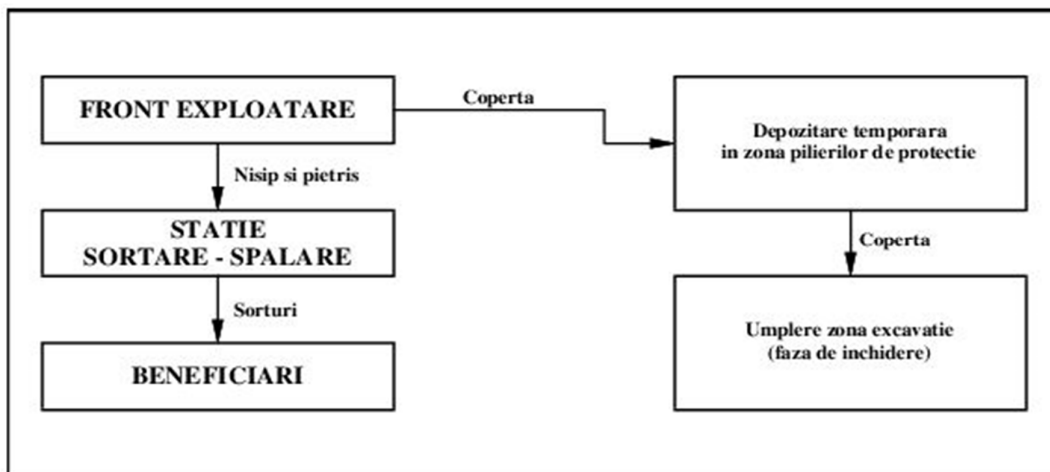 FRONT EXPLOATARE
Coperta
Depozitare temporara
in zona pilierilor de protectie
Nisip si pietris
STATIE
SORTARE - SPALARE
Coperta
Sorturi
Umplere zona excavatie
(faza de inchidere)
BENEFICIARI